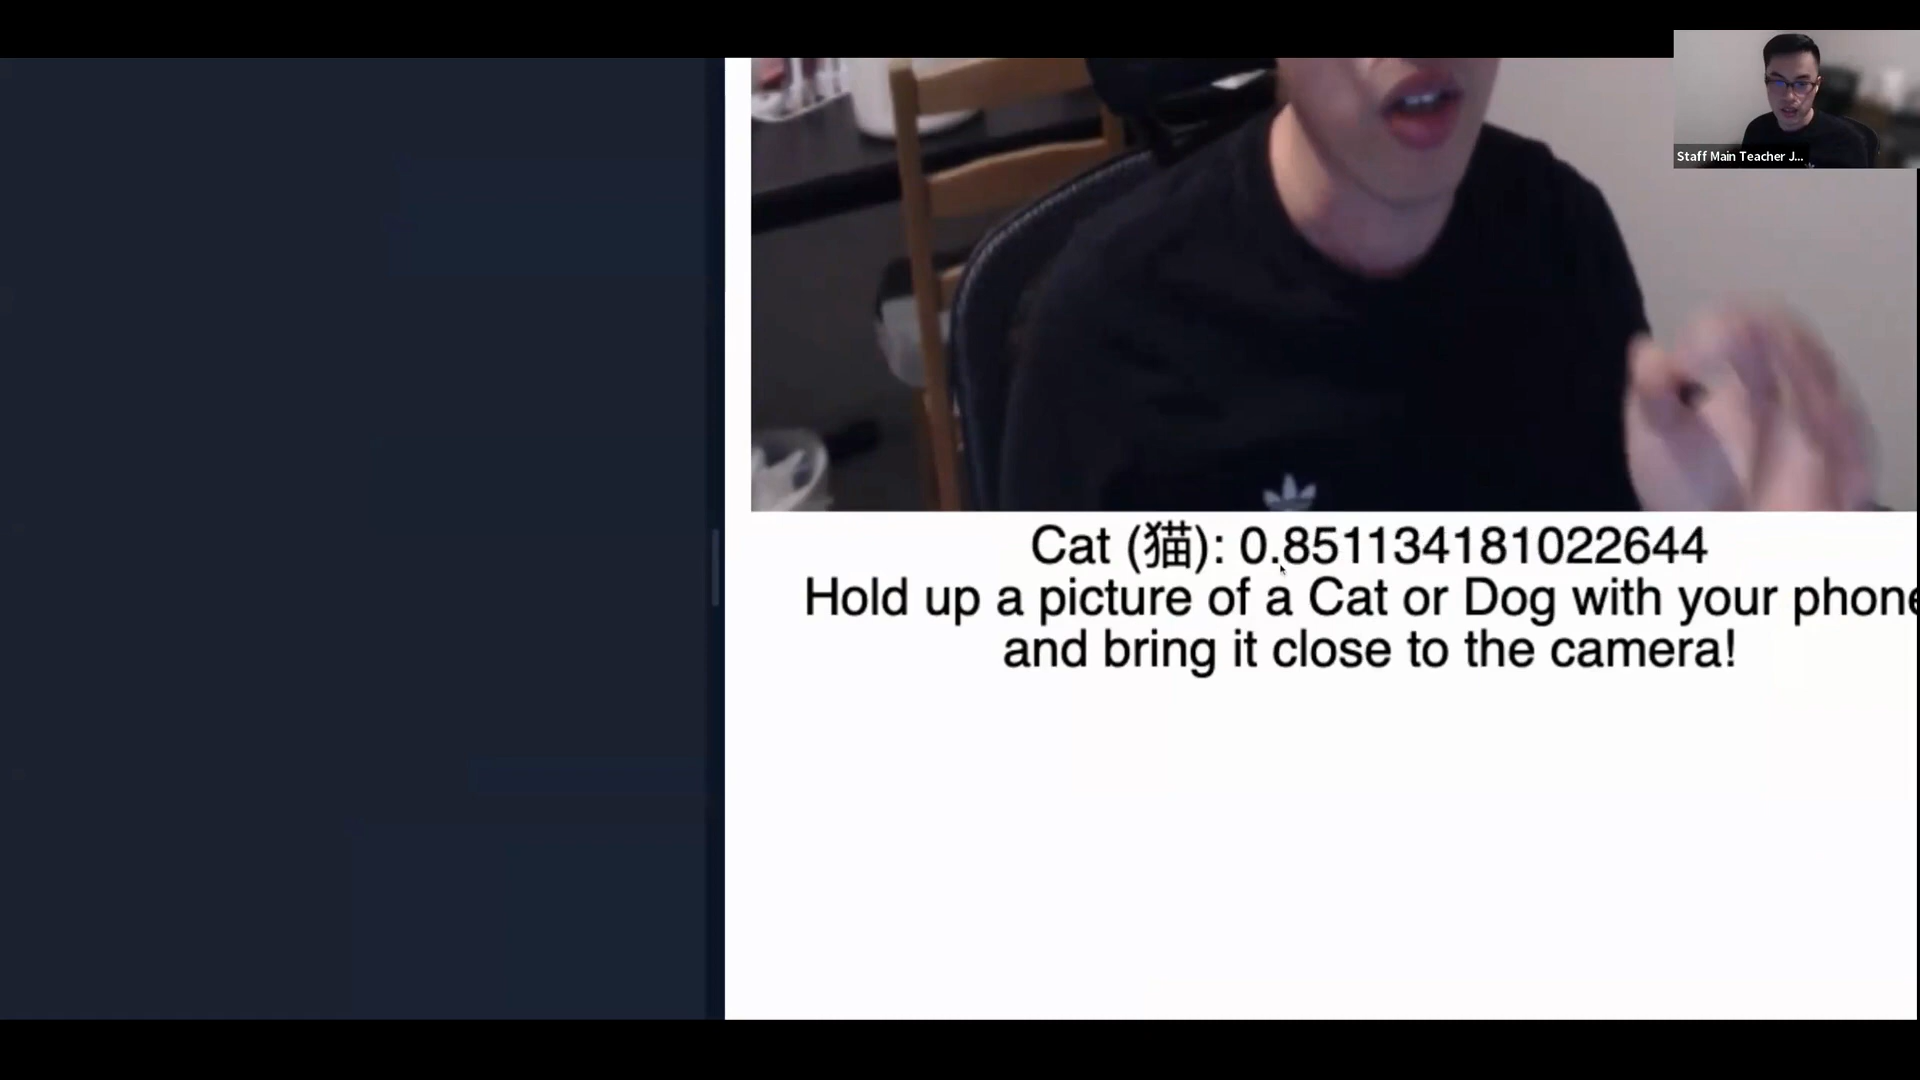 Staff Main Teacher J...
Cat (猫): 0.851134181022644
Hold up a picture of a Cat or Dog with your phone
and bring it close to the camera!